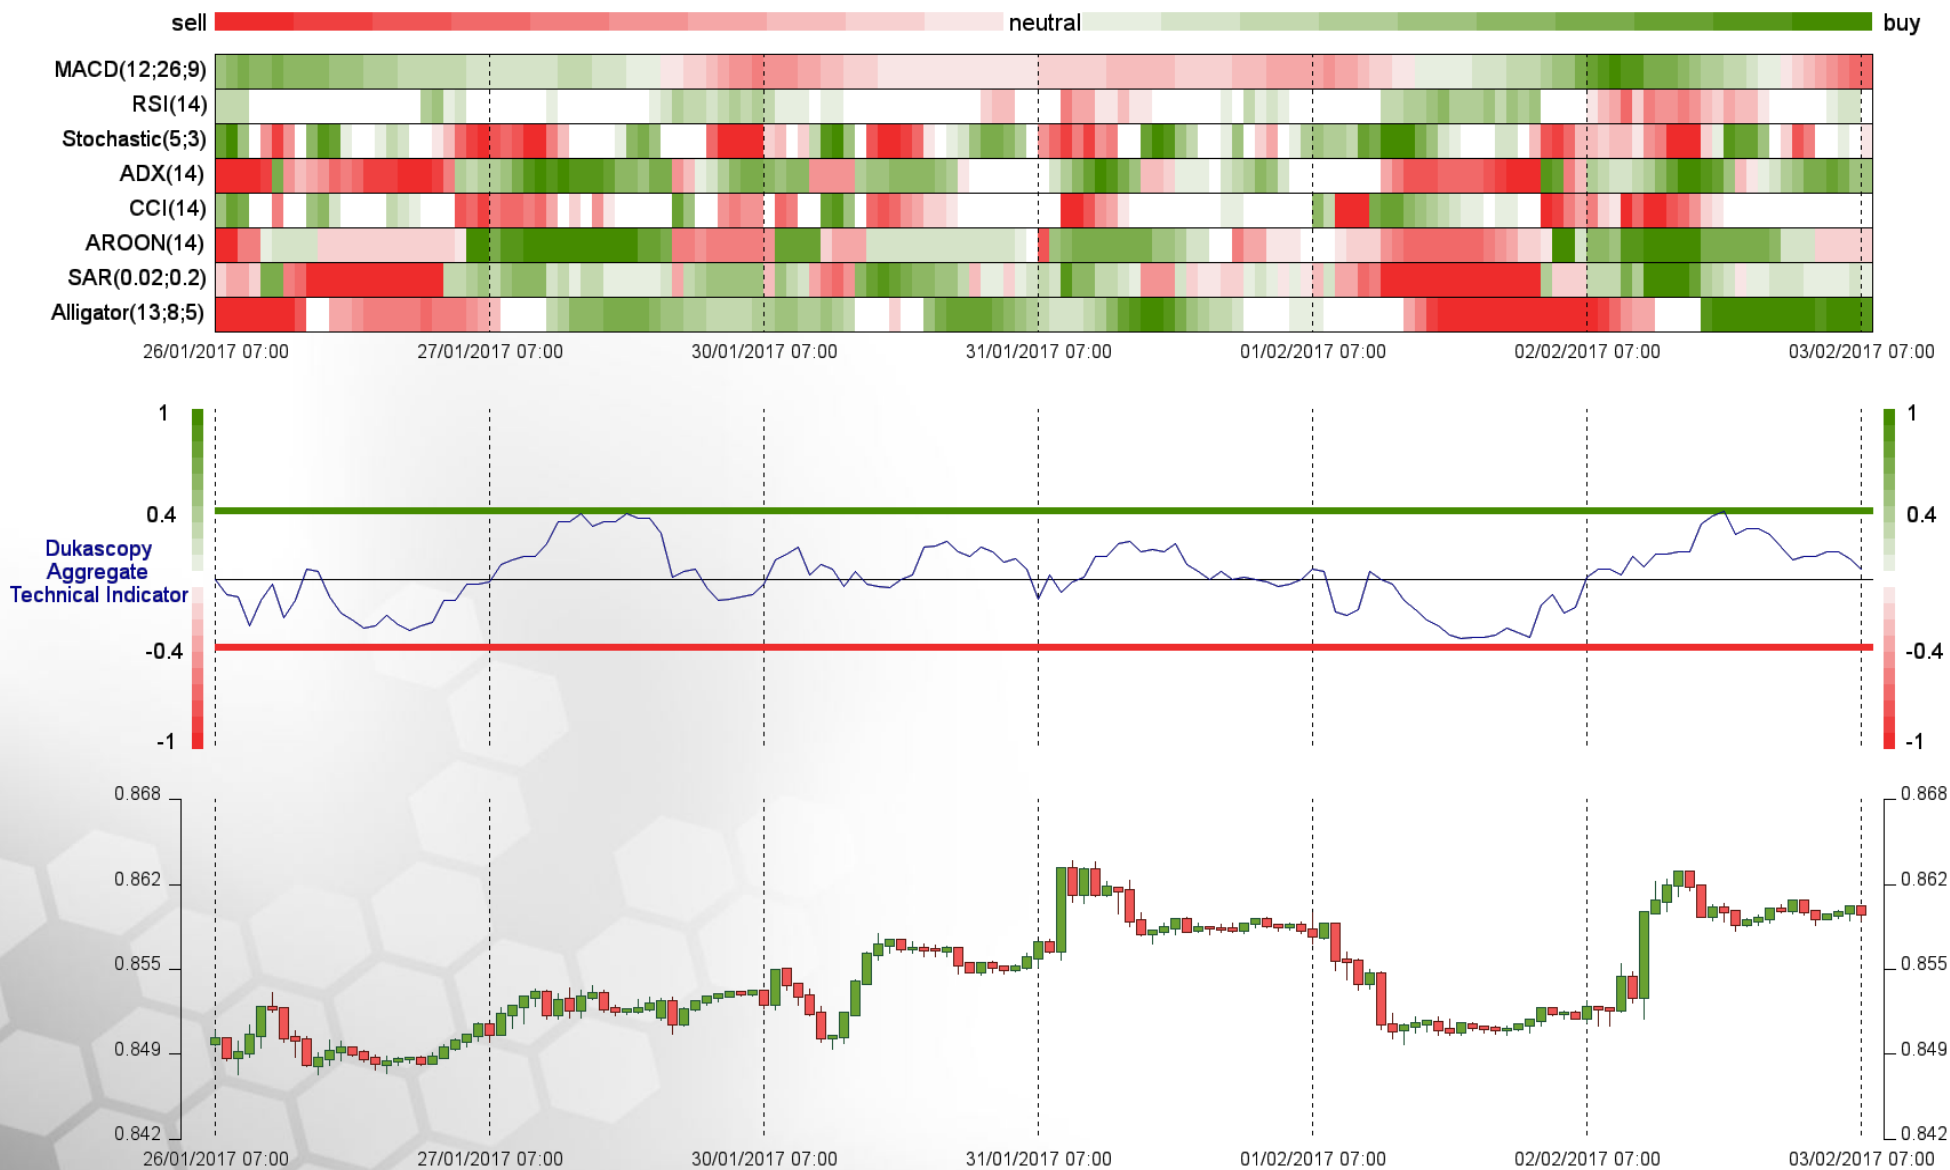 sell neutral buy
MACD(12;26;9)
RSI(14)
Stochastic(5;3)
ADX(14)
CCI(14)
AROON(14)
SAR(0.02;0.2)
Alligator(13;8;5)
26/01/2017 07:00 27/01/2017 07:00 30/01/2017 07:00 31/01/2017 07:00 01/02/2017 07:00 02/02/2017 07:00 03/02/2017 07:00
1 1
0.4 0.4
Dukascopy
Aggregate
Technical Indicator
-0.4 -0.4
-1 -1
0.868 0.868
0.862 0.862
0.855 0.855
0.849 0.849
0.842 0.842
26/01/2017 07:00 27/01/2017 07:00 30/01/2017 07:00 31/01/2017 07:00 01/02/2017 07:00 02/02/2017 07:00 03/02/2017 07:00